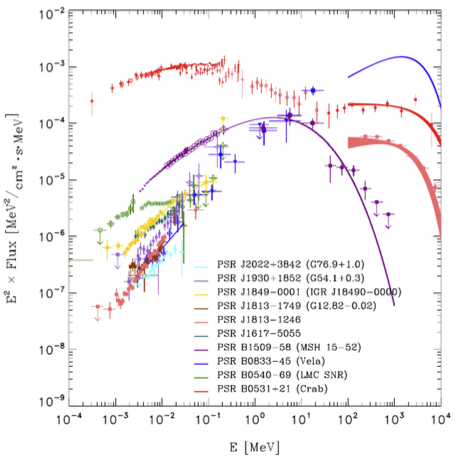 10⁻²
10⁻³
10⁻⁴
10⁻⁵
10⁻⁶
10⁻⁷
10⁻⁸
10⁻⁹
E² × Flux [MeV²/cm²·s·MeV]
PSR J2022+3842 (G76.9+1.0)
PSR J1930+1852 (G54.1+0.3)
PSR J1849-0001 (IGR J18490-0000)
PSR J1813-1749 (G12.82-0.02)
PSR J1813-1246
PSR J1617-5055
PSR B1509-58 (MSH 15-52)
PSR B0833-45 (Vela)
PSR B0540-69 (LMC SNR)
PSR B0531+21 (Crab)
10⁻⁴ 10⁻³ 10⁻² 10⁻¹ 10⁰ 10¹ 10² 10³ 10⁴
E [MeV]